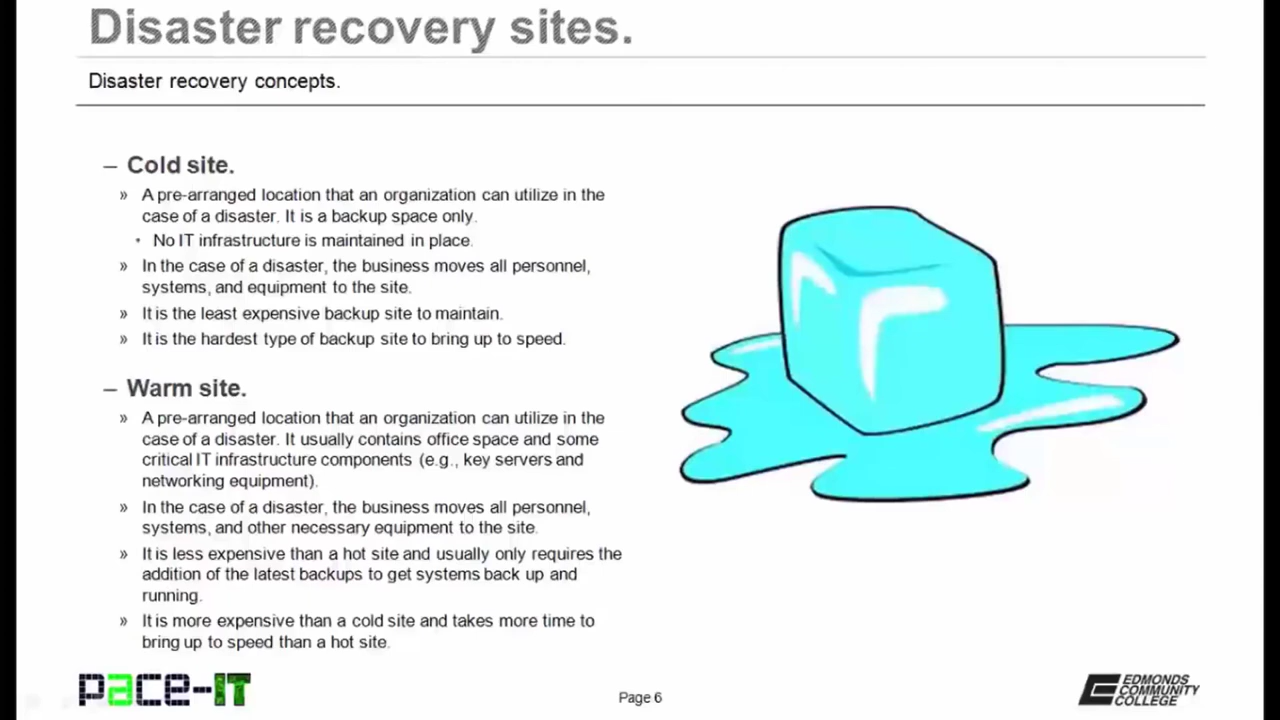 Disaster recovery sites.
Disaster recovery concepts.
– Cold site.
» A pre-arranged location that an organization can utilize in the
case of a disaster. It is a backup space only.
• No IT infrastructure is maintained in place.
» In the case of a disaster, the business moves all personnel,
systems, and equipment to the site.
» It is the least expensive backup site to maintain.
» It is the hardest type of backup site to bring up to speed.
– Warm site.
» A pre-arranged location that an organization can utilize in the
case of a disaster. It usually contains office space and some
critical IT infrastructure components (e.g., key servers and
networking equipment).
» In the case of a disaster, the business moves all personnel,
systems, and other necessary equipment to the site.
» It is less expensive than a hot site and usually only requires the
addition of the latest backups to get systems back up and
running.
» It is more expensive than a cold site and takes more time to
bring up to speed than a hot site.
pace-IT
Page 6
EDMONDS
COMMUNITY
COLLEGE